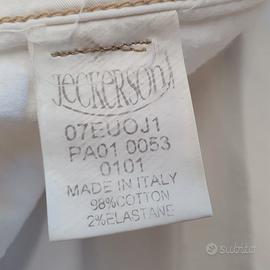 JECKERSON
07EUOJ1
PA01 0053
0101
MADE IN ITALY
98%COTTON
2%ELASTANE
subito